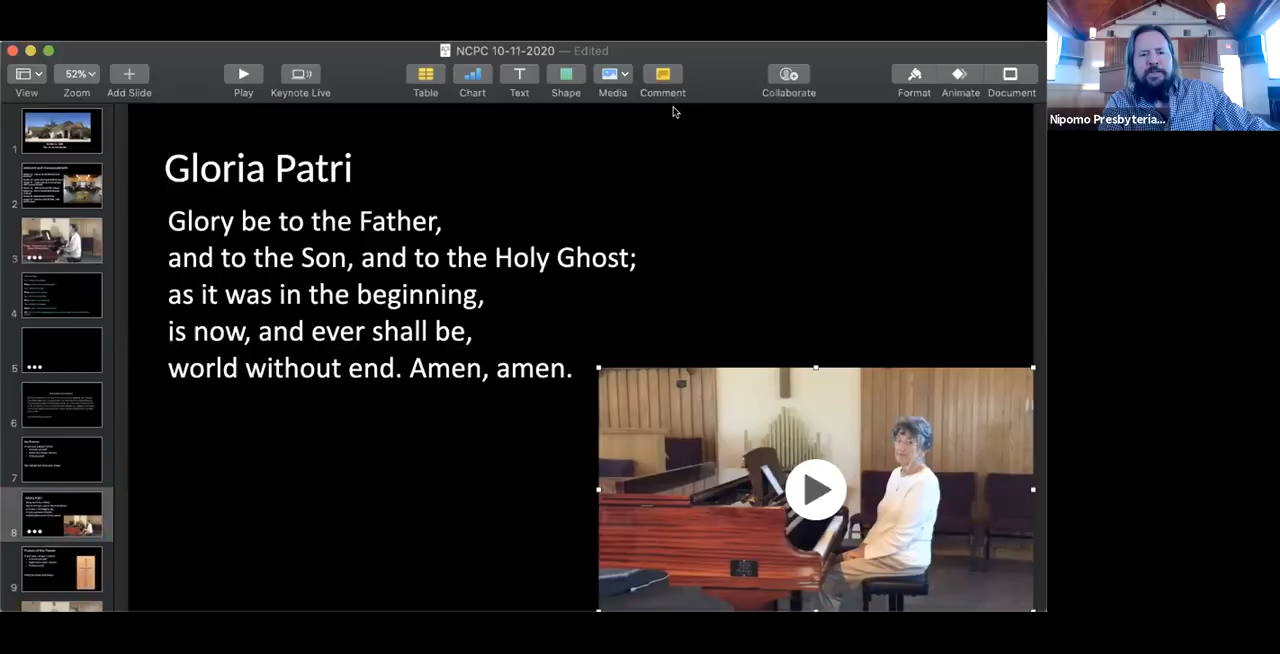 NCPC 10-11-2020 — Edited
View
52%
Zoom
Add Slide
Play
Keynote Live
Table
Chart
T
Text
Shape
Media
Comment
Collaborate
Format
Animate
Document
Nipomo Presbyteria...
Gloria Patri
Glory be to the Father,
and to the Son, and to the Holy Ghost;
as it was in the beginning,
is now, and ever shall be,
world without end. Amen, amen.
1
2
3
4
5
6
7
8
Gloria Patri
9